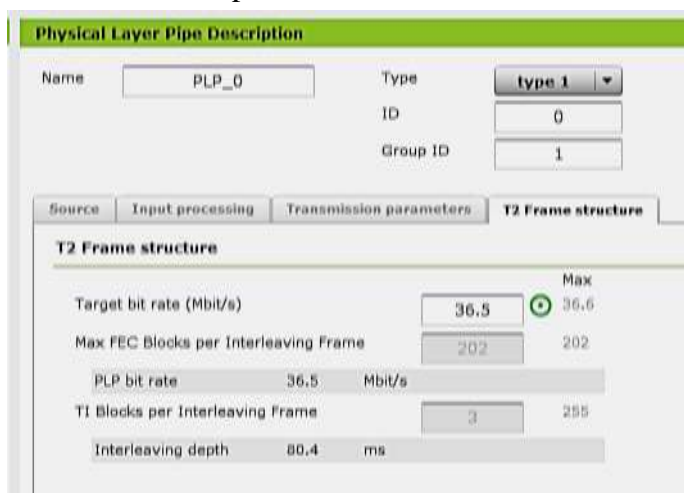 Physical Layer Pipe Description
Name PLP_0 Type type 1
ID 0
Group ID 1
Source Input processing Transmission parameters T2 Frame structure
T2 Frame structure
Max
Target bit rate (Mbit/s) 36.5 36.6
Max FEC Blocks per Interleaving Frame 202 202
PLP bit rate 36.5 Mbit/s
TI Blocks per Interleaving Frame 3 255
Interleaving depth 80.4 ms